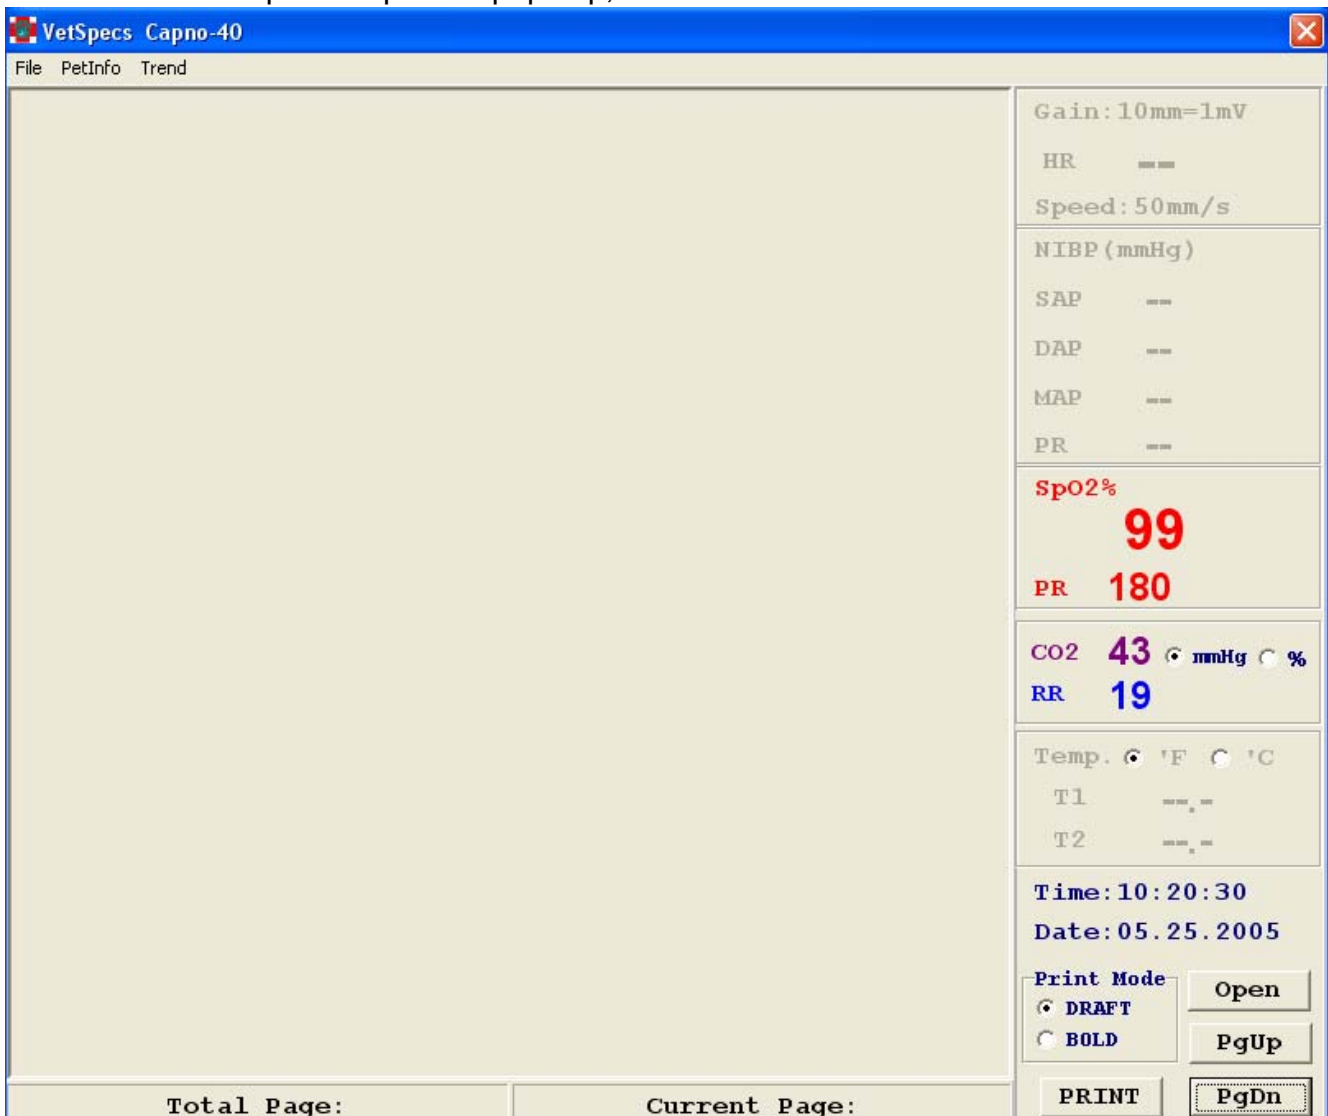 VetSpecs Capno-40
File PetInfo Trend
Gain:10mm=1mV
HR --
Speed:50mm/s
NIBP(mmHg)
SAP --
DAP --
MAP --
PR --
SpO2%
99
PR 180
CO2 43 mmHg %
RR 19
Temp. 'F 'C
T1 --.-
T2 --.-
Time:10:20:30
Date:05.25.2005
Print Mode
DRAFT
BOLD
Open
PgUp
PRINT
PgDn
Total Page:
Current Page: